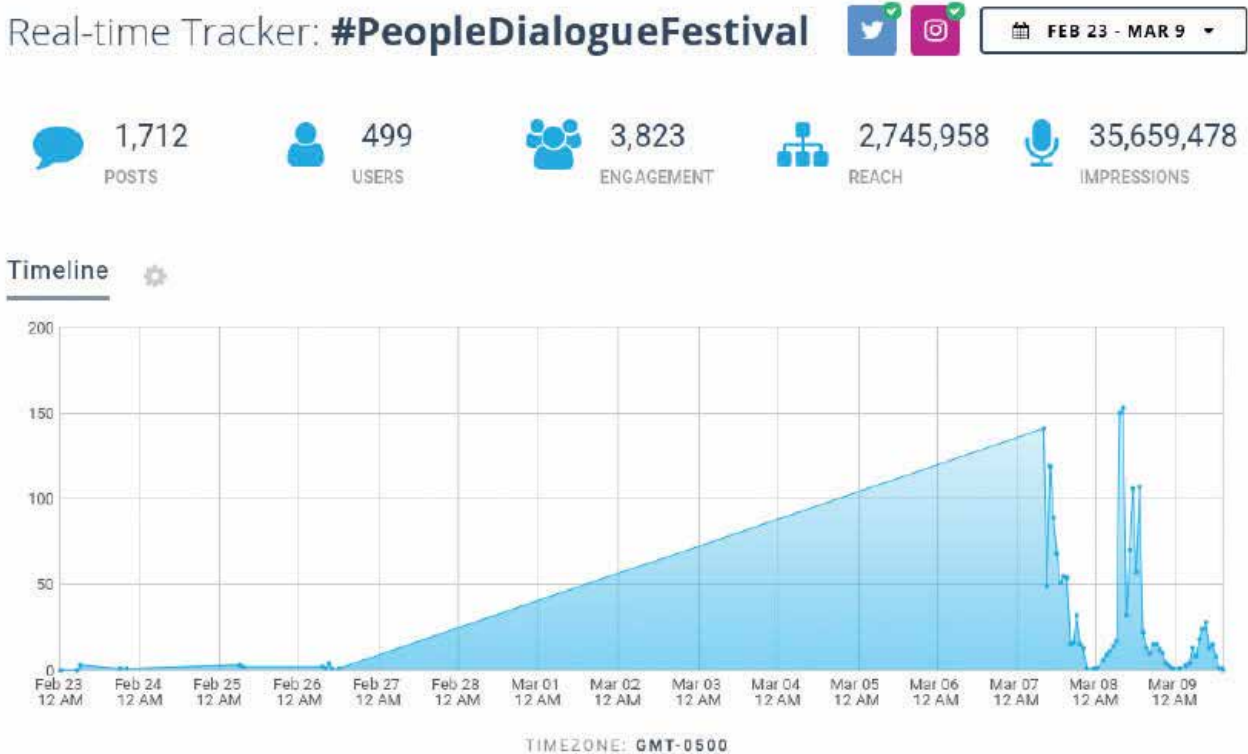 Real-time Tracker: #PeopleDialogueFestival
FEB 23 - MAR 9
1,712
POSTS
499
USERS
3,823
ENGAGEMENT
2,745,958
REACH
35,659,478
IMPRESSIONS
Timeline
200
150
100
50
0
Feb 23 Feb 24 Feb 25 Feb 26 Feb 27 Feb 28 Mar 01 Mar 02 Mar 03 Mar 04 Mar 05 Mar 06 Mar 07 Mar 08 Mar 09
12 AM 12 AM 12 AM 12 AM 12 AM 12 AM 12 AM 12 AM 12 AM 12 AM 12 AM 12 AM 12 AM 12 AM 12 AM
TIMEZONE: GMT-0500